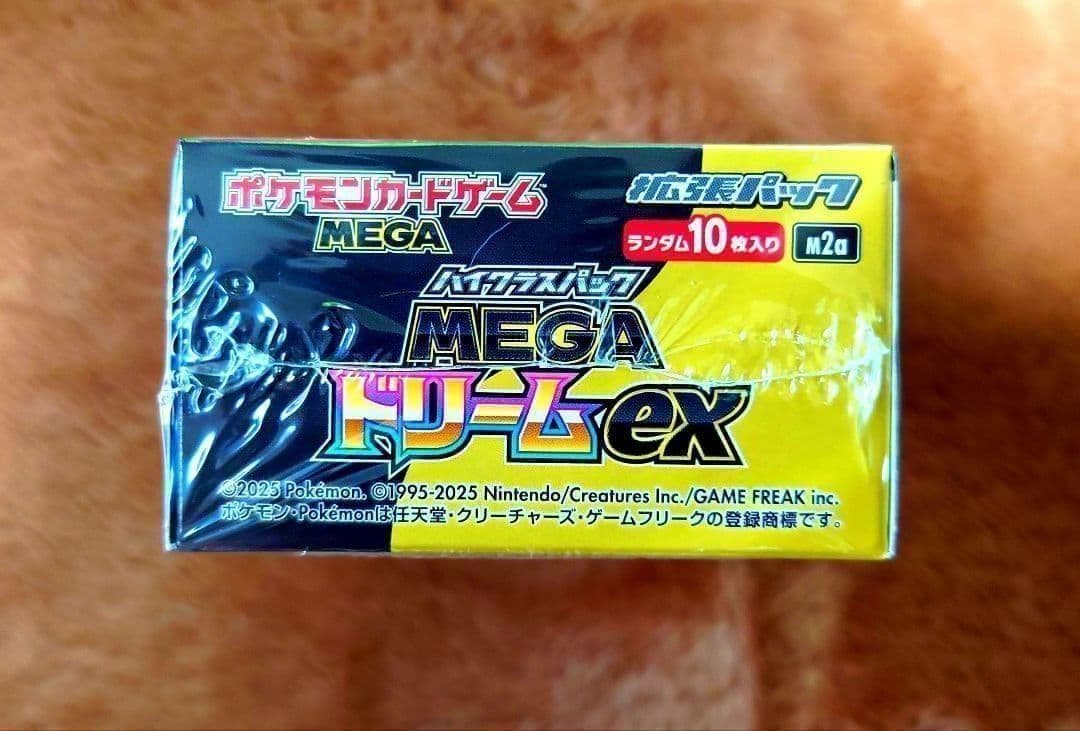 ポケモンカードゲーム™
MEGA
拡張パック
ランダム10枚入り M2a
ハイクラスパック
MEGA
ドリームex
©2025 Pokémon. ©1995-2025 Nintendo/Creatures Inc./GAME FREAK inc.
ポケモン・Pokémonは任天堂・クリーチャーズ・ゲームフリークの登録商標です。